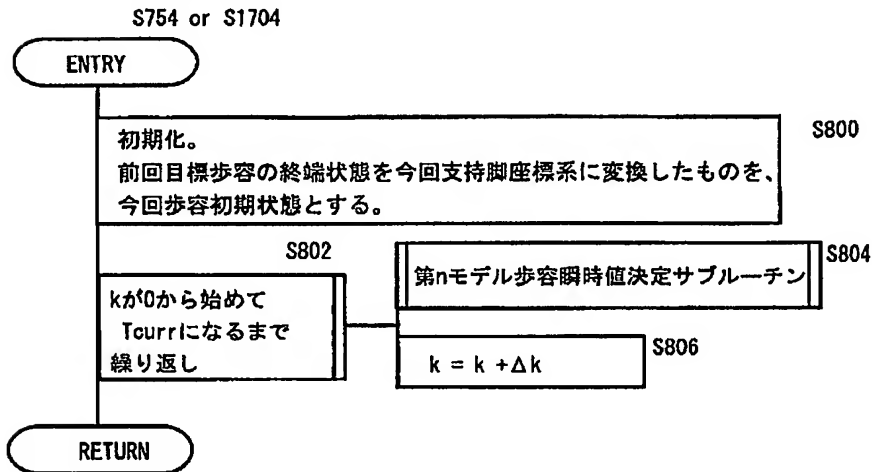 S754 or S1704
ENTRY
S800
初期化。
前回目標歩容の終端状態を今回支持脚座標系に変換したものを、
今回歩容初期状態とする。
S802
kが0から始めて
Tcurrになるまで
繰り返し
S804
第nモデル歩容瞬時値決定サブルーチン
S806
k = k +Δk
RETURN